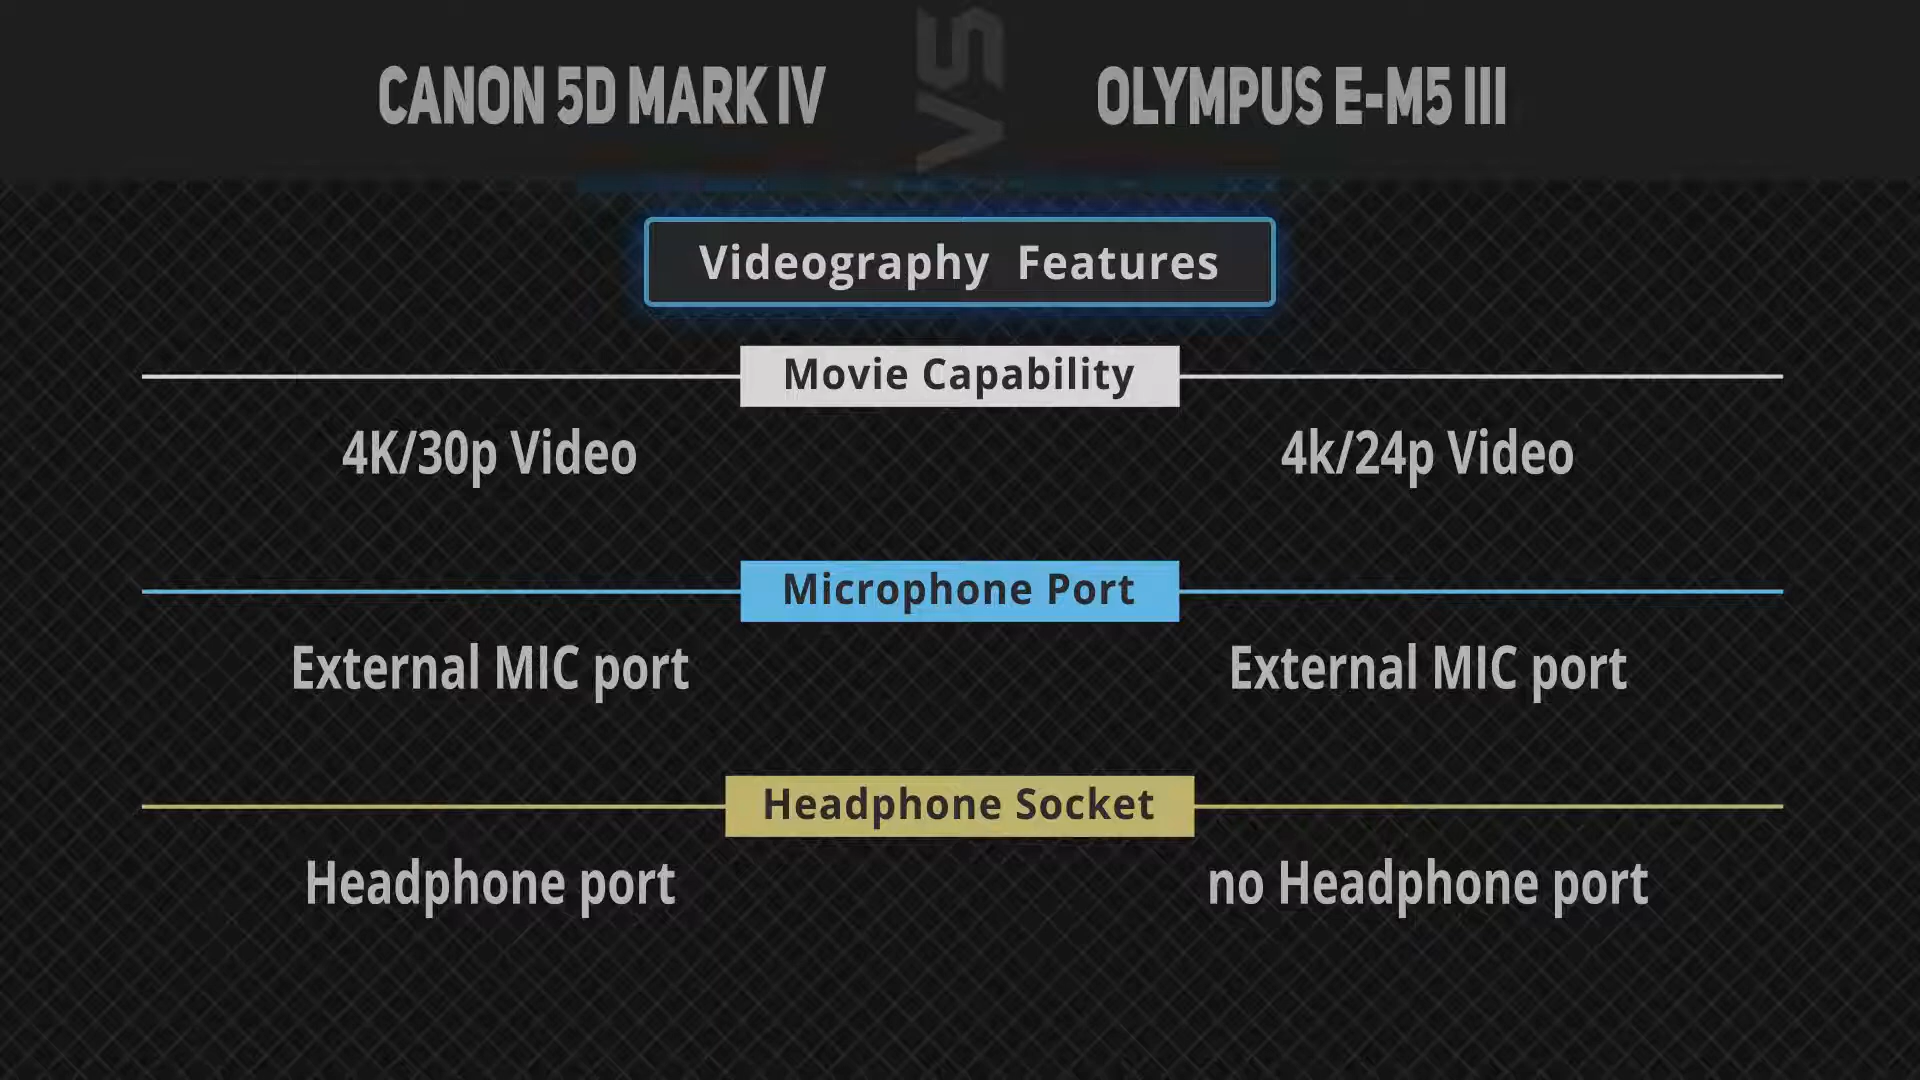 CANON 5D MARK IV
VS
OLYMPUS E-M5 III
Videography Features
Movie Capability
4K/30p Video
4k/24p Video
Microphone Port
External MIC port
External MIC port
Headphone Socket
Headphone port
no Headphone port